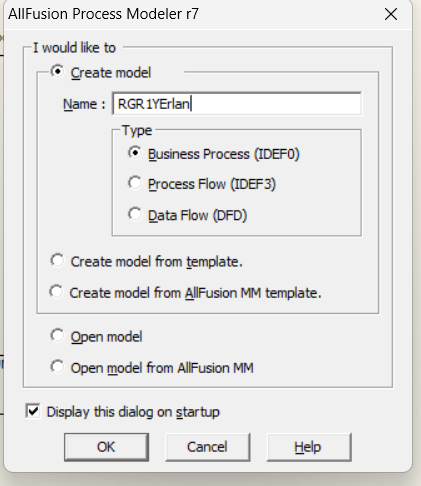 AllFusion Process Modeler r7
I would like to
Create model
Name : RGR1YErlan
Type
Business Process (IDEF0)
Process Flow (IDEF3)
Data Flow (DFD)
Create model from template.
Create model from AllFusion MM template.
Open model
Open model from AllFusion MM
Display this dialog on startup
OK Cancel Help